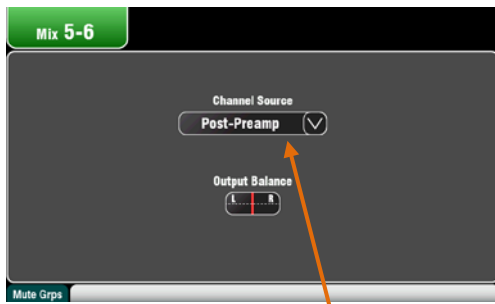 Mix 5-6
Channel Source
Post-Preamp
Output Balance
L R
Mute Grps